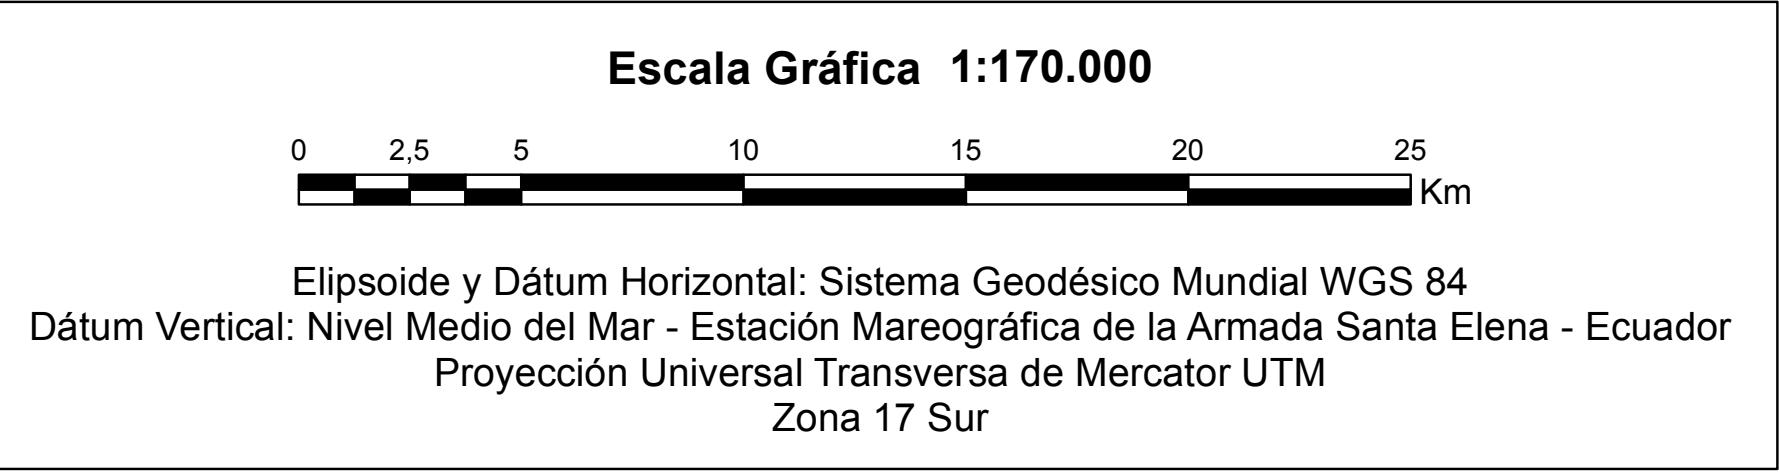 Escala Gráfica 1:170.000
0 2,5 5 10 15 20 25
Km
Elipsoide y Dátum Horizontal: Sistema Geodésico Mundial WGS 84
Dátum Vertical: Nivel Medio del Mar - Estación Mareográfica de la Armada Santa Elena - Ecuador
Proyección Universal Transversa de Mercator UTM
Zona 17 Sur